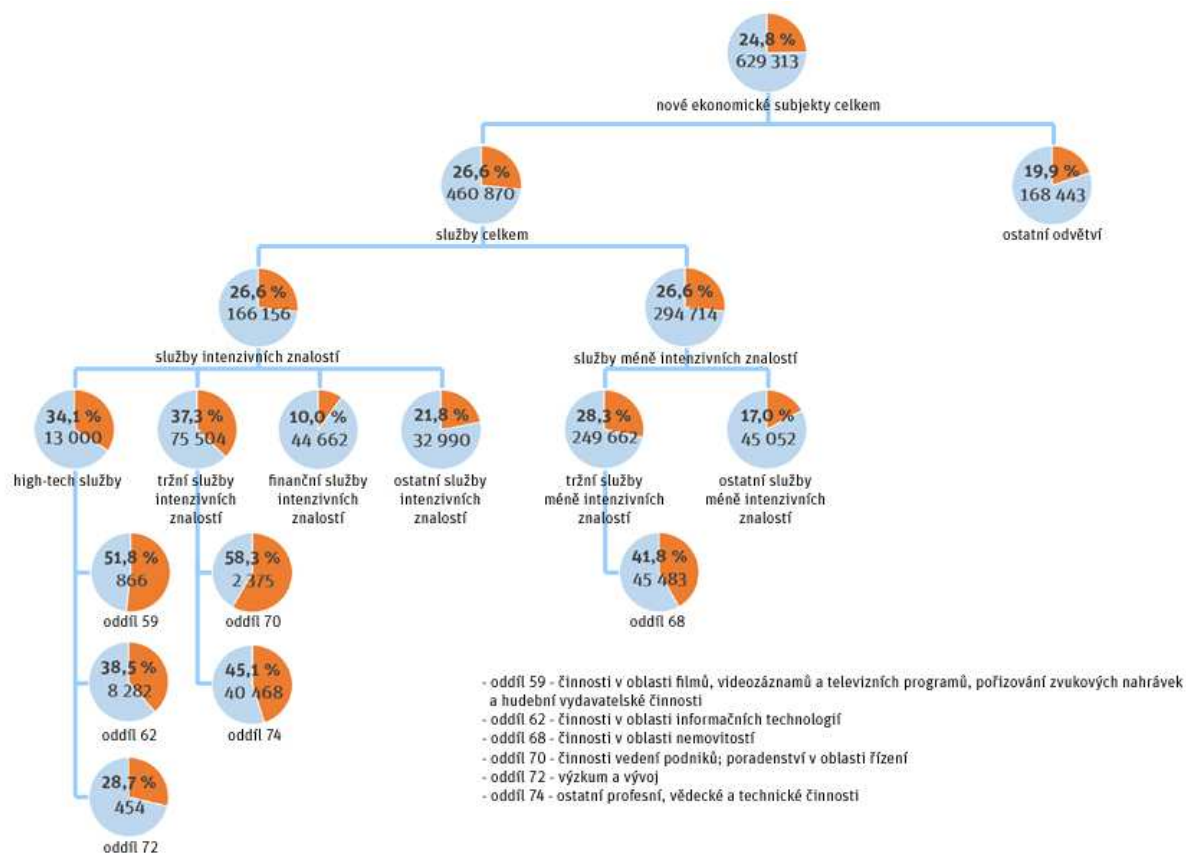 24,8 %
629 313
nové ekonomické subjekty celkem
26,6 %
460 870
služby celkem
19,9 %
168 443
ostatní odvětví
26,6 %
166 156
služby intenzivních znalostí
26,6 %
294 714
služby méně intenzivních znalostí
34,1 %
13 000
high-tech služby
37,3 %
75 504
tržní služby
intenzivních
znalostí
10,0 %
44 662
finanční služby
intenzivních
znalostí
21,8 %
32 990
ostatní služby
intenzivních
znalostí
28,3 %
249 662
tržní služby
méně intenzivních
znalostí
17,0 %
45 052
ostatní služby
méně intenzivních
znalostí
51,8 %
866
oddíl 59
58,3 %
2 375
oddíl 70
41,8 %
45 483
oddíl 68
38,5 %
8 282
oddíl 62
45,1 %
40 468
oddíl 74
28,7 %
454
oddíl 72
- oddíl 59 - činnosti v oblasti filmů, videozáznamů a televizních programů, pořizování zvukových nahrávek
a hudební vydavatelské činnosti
- oddíl 62 - činnosti v oblasti informačních technologií
- oddíl 68 - činnosti v oblasti nemovitostí
- oddíl 70 - činnosti vedení podniků; poradenství v oblasti řízení
- oddíl 72 - výzkum a vývoj
- oddíl 74 - ostatní profesní, vědecké a technické činnosti